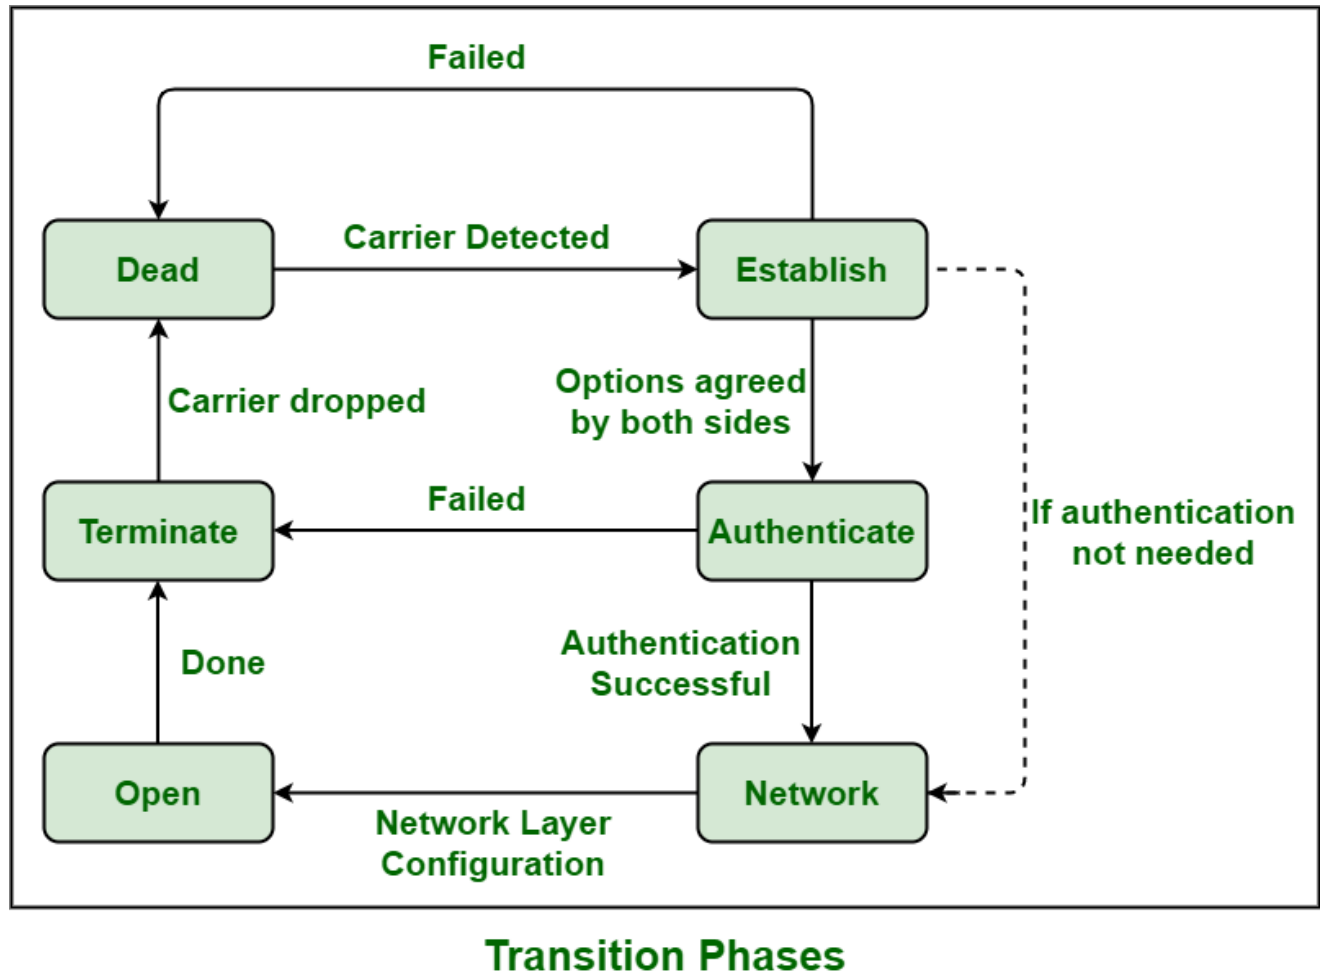 Failed
Dead
Carrier Detected
Establish
Carrier dropped
Options agreed
by both sides
Terminate
Failed
Authenticate
If authentication
not needed
Done
Authentication
Successful
Open
Network Layer
Configuration
Network
Transition Phases